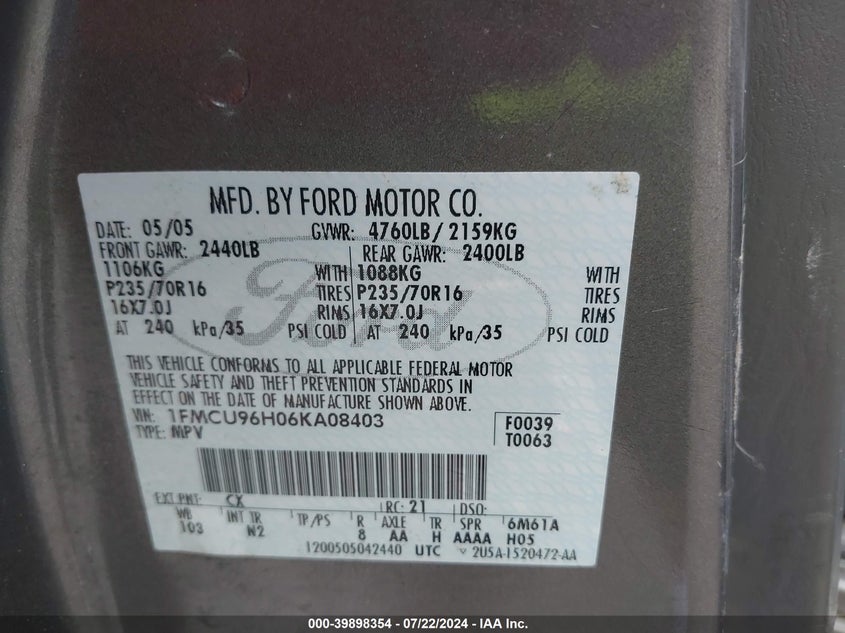 MFD. BY FORD MOTOR CO.
DATE: 05/05 GVWR: 4760LB/ 2159KG
FRONT GAWR: 2440LB REAR GAWR: 2400LB
1106KG WITH 1088KG WITH
P235/70R16 TIRES P235/70R16 TIRES
16X7.0J RIMS 16X7.0J RIMS
AT 240 kPa/35 PSI COLD AT 240 kPa/35 PSI COLD
Ford
THIS VEHICLE CONFORMS TO ALL APPLICABLE FEDERAL MOTOR
VEHICLE SAFETY AND THEFT PREVENTION STANDARDS IN
EFFECT ON THE DATE OF MANUFACTURE SHOWN ABOVE.
VIN: 1FMCU96H06KA08403 F0039
TYPE: MPV T0063
EXT PNT: CX RC: 21 DSO:
WB INT TR TP/PS R AXLE TR SPR 6M61A
103 N2 8 AA H AAAA H05
1200505042440 UTC 2U5A-1520472-AA
000-39898354 - 07/22/2024 - IAA Inc.